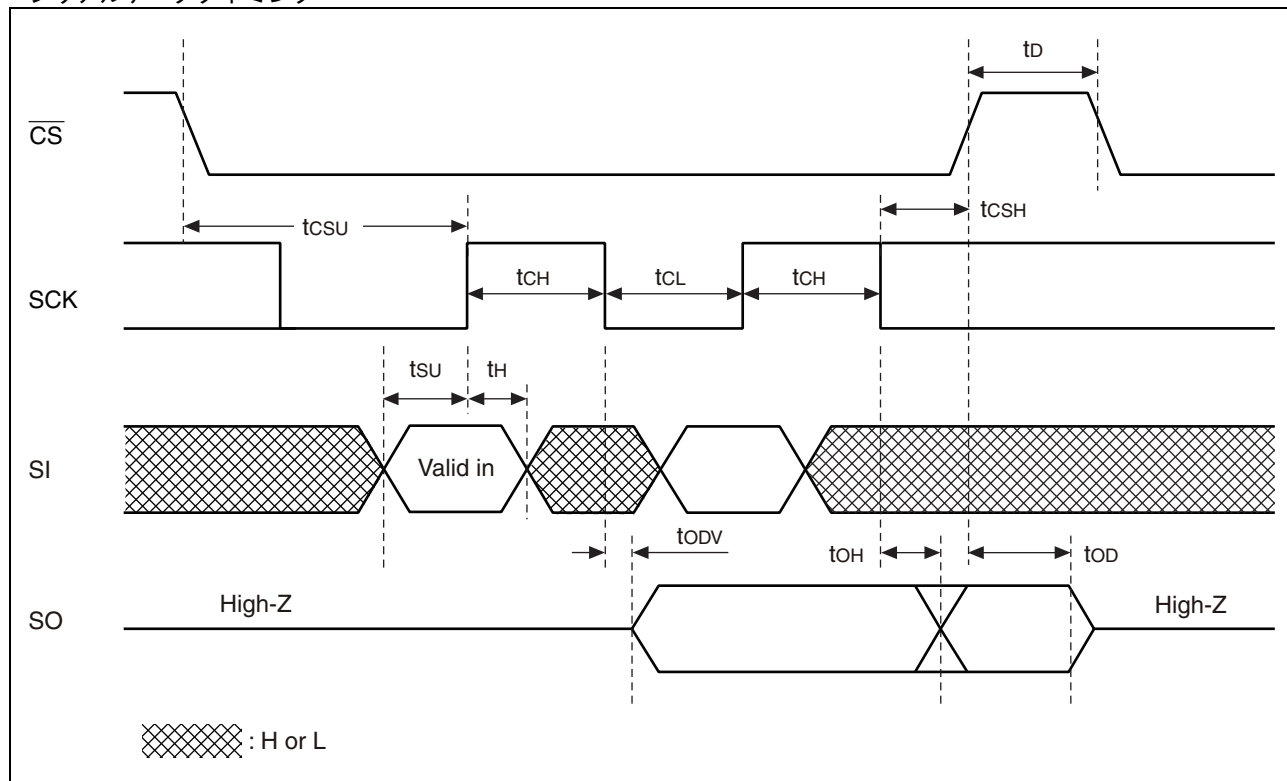 tD
CS
tCSU
tCSH
SCK
tCH
tCL
tCH
tSU
tH
SI
Valid in
tODV
tOH
tOD
SO
High-Z
High-Z
: H or L